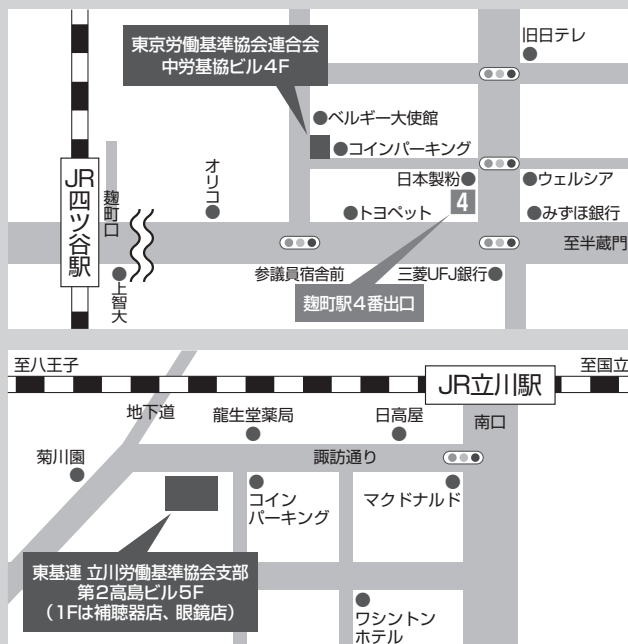 東京労働基準協会連合会
中労基協ビル4F
旧日テレ
ベルギー大使館
コインパーキング
日本製粉
ウェルシア
オリコ
JR四ツ谷駅
麹町口
トヨペット
4
みずほ銀行
至半蔵門
上智大
参議員宿舎前
三菱UFJ銀行
麹町駅4番出口
至八王子
至国立
JR立川駅
地下道
龍生堂薬局
日高屋
南口
菊川園
諏訪通り
コイン
パーキング
マクドナルド
東基連 立川労働基準協会支部
第2高島ビル5F
(1Fは補聴器店、眼鏡店)
ワシントン
ホテル